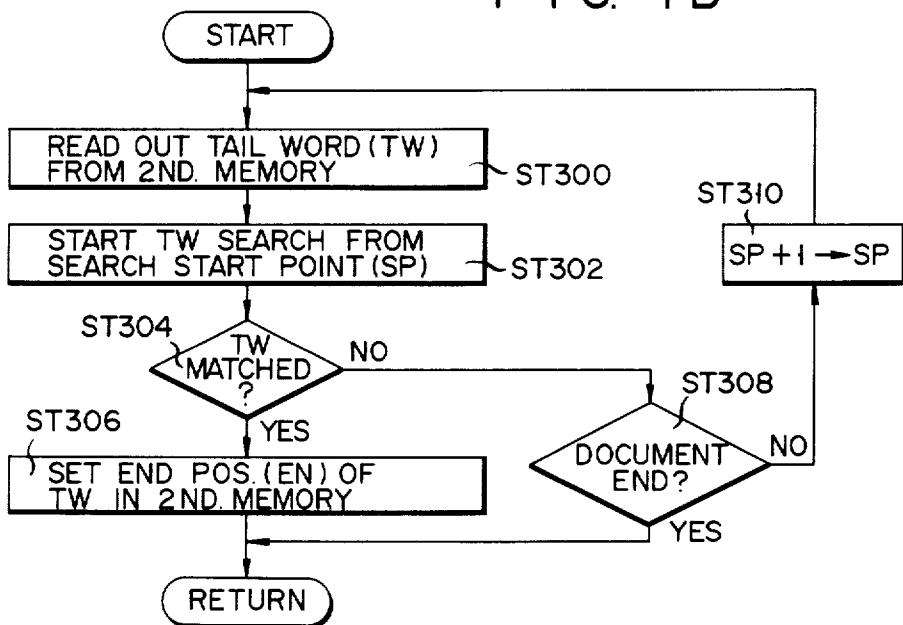 START
READ OUT TAIL WORD (TW)
FROM 2ND. MEMORY
ST300
START TW SEARCH FROM
SEARCH START POINT (SP)
ST302
ST310
SP + 1 → SP
ST304
TW
MATCHED
?
NO
YES
ST308
DOCUMENT
END?
NO
YES
ST306
SET END POS. (EN) OF
TW IN 2ND. MEMORY
RETURN